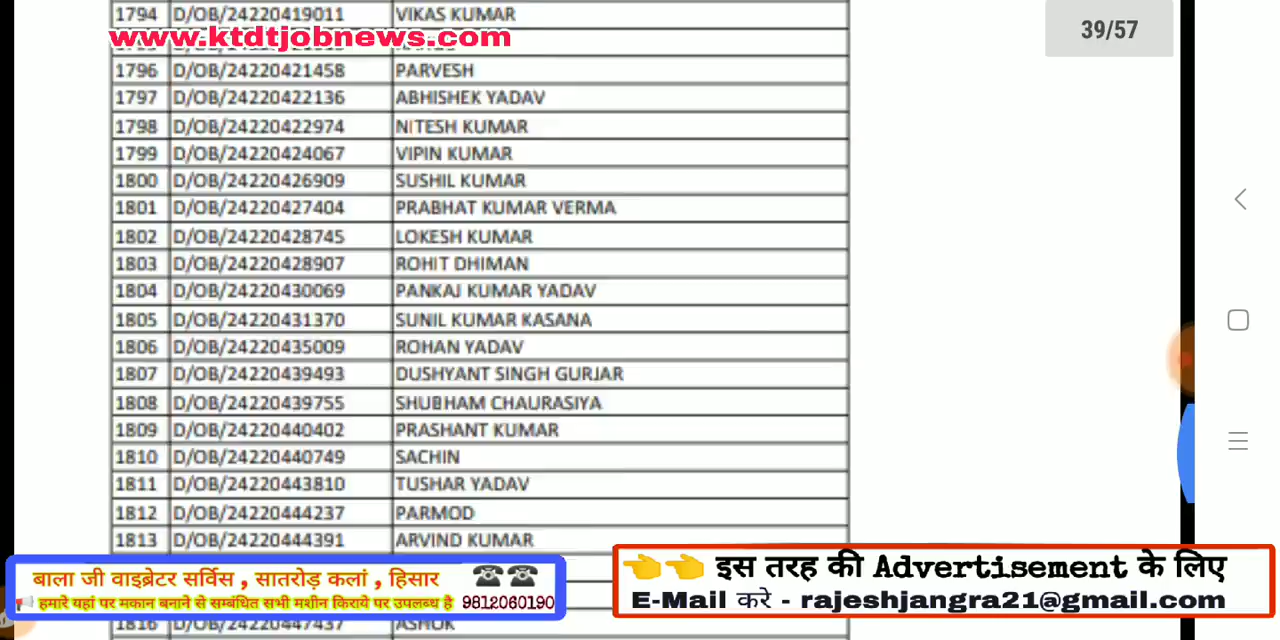 1794 D/OB/24220419011 VIKAS KUMAR
39/57
www.ktdtjobnews.com
1796 D/OB/24220421458 PARVESH
1797 D/OB/24220422136 ABHISHEK YADAV
1798 D/OB/24220422974 NITESH KUMAR
1799 D/OB/24220424067 VIPIN KUMAR
1800 D/OB/24220426909 SUSHIL KUMAR
1801 D/OB/24220427404 PRABHAT KUMAR VERMA
1802 D/OB/24220428745 LOKESH KUMAR
1803 D/OB/24220428907 ROHIT DHIMAN
1804 D/OB/24220430069 PANKAJ KUMAR YADAV
1805 D/OB/24220431370 SUNIL KUMAR KASANA
1806 D/OB/24220435009 ROHAN YADAV
1807 D/OB/24220439493 DUSHYANT SINGH GURJAR
1808 D/OB/24220439755 SHUBHAM CHAURASIYA
1809 D/OB/24220440402 PRASHANT KUMAR
1810 D/OB/24220440749 SACHIN
1811 D/OB/24220443810 TUSHAR YADAV
1812 D/OB/24220444237 PARMOD
1813 D/OB/24220444391 ARVIND KUMAR
बाला जी वाइब्रेटर सर्विस , सातरोड़ कलां , हिसार ☎☎
📢 हमारे यहां पर मकान बनाने से सम्बंधित सभी मशीन किराये पर उपलब्ध है 9812060190
👈👈 इस तरह की Advertisement के लिए
E-Mail करे - rajeshjangra21@gmail.com
1816 D/OB/24220447437 ASHOK